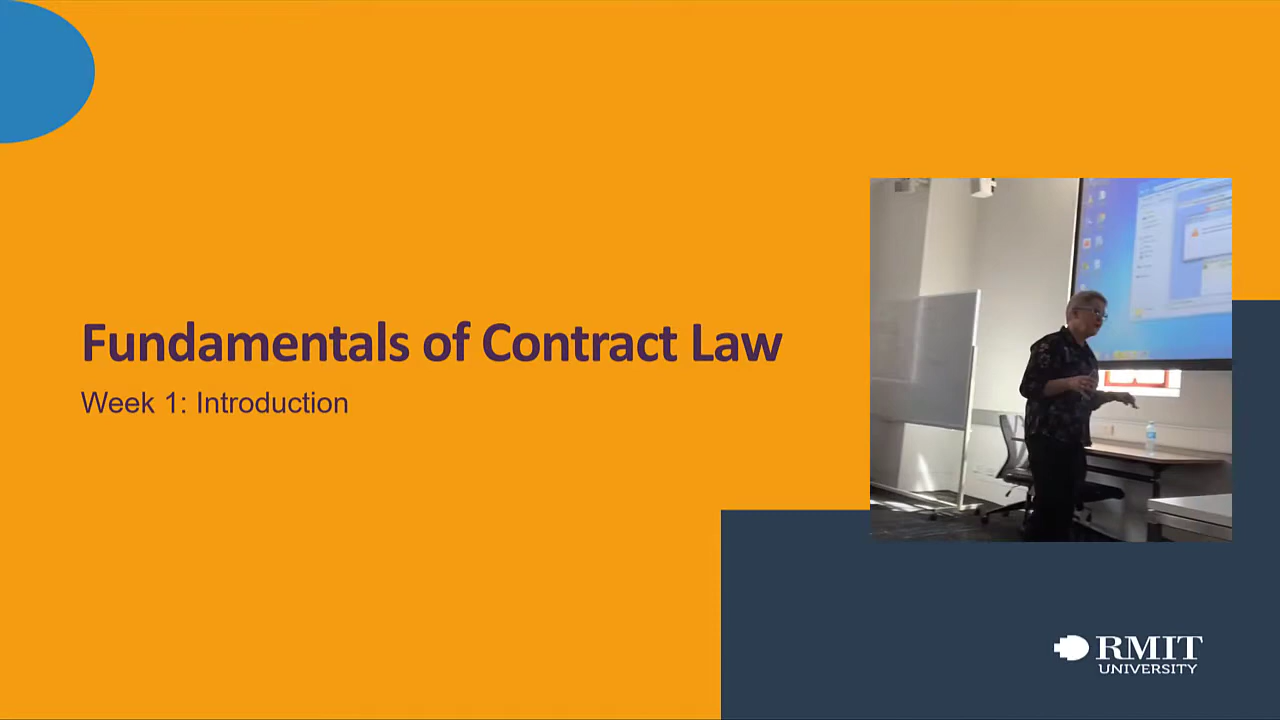 Fundamentals of Contract Law
Week 1: Introduction
RMIT
UNIVERSITY